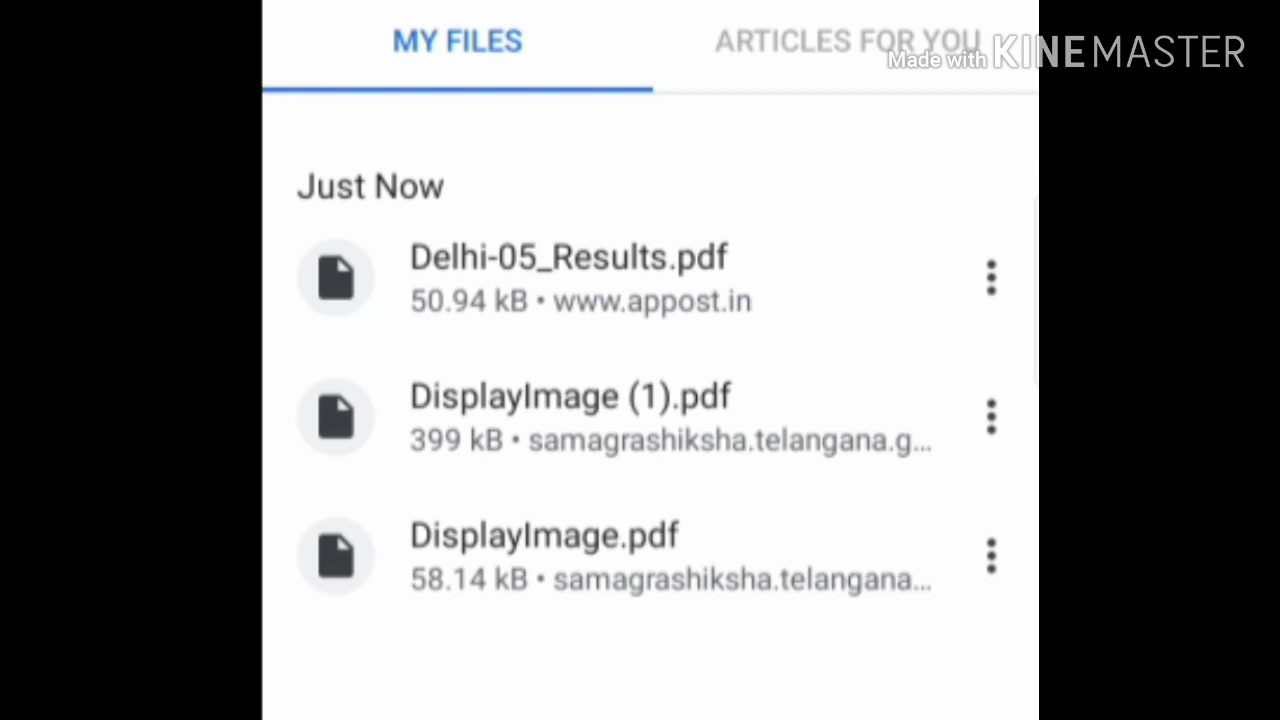 MY FILES
ARTICLES FOR YOU
Made with KINEMASTER
Just Now
Delhi-05_Results.pdf
50.94 kB • www.appost.in
DisplayImage (1).pdf
399 kB • samagrashiksha.telangana.g...
DisplayImage.pdf
58.14 kB • samagrashiksha.telangana...